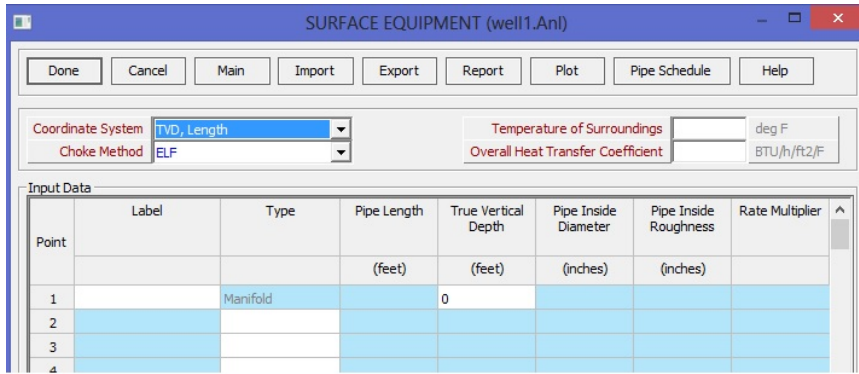 SURFACE EQUIPMENT (well1.Anl)
Done Cancel Main Import Export Report Plot Pipe Schedule Help
Coordinate System TVD, Length Temperature of Surroundings deg F
Choke Method ELF Overall Heat Transfer Coefficient BTU/h/ft2/F
Input Data
Point Label Type Pipe Length True Vertical Depth Pipe Inside Diameter Pipe Inside Roughness Rate Multiplier
(feet) (feet) (inches) (inches)
1 Manifold 0
2
3
4